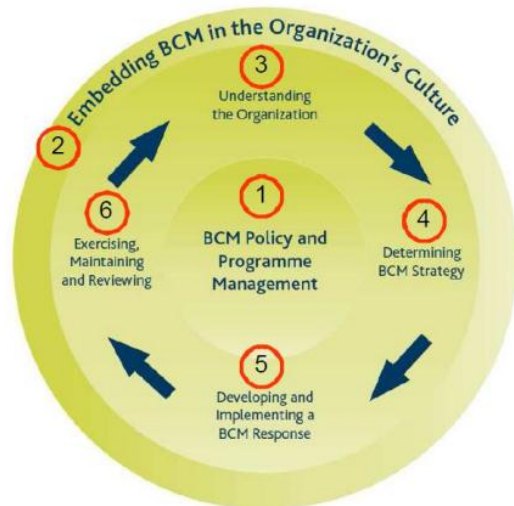 Embedding BCM in the Organization's Culture
3
Understanding
the Organization
2
1
BCM Policy and
Programme
Management
6
Exercising,
Maintaining
and Reviewing
4
Determining
BCM Strategy
5
Developing and
Implementing a
BCM Response